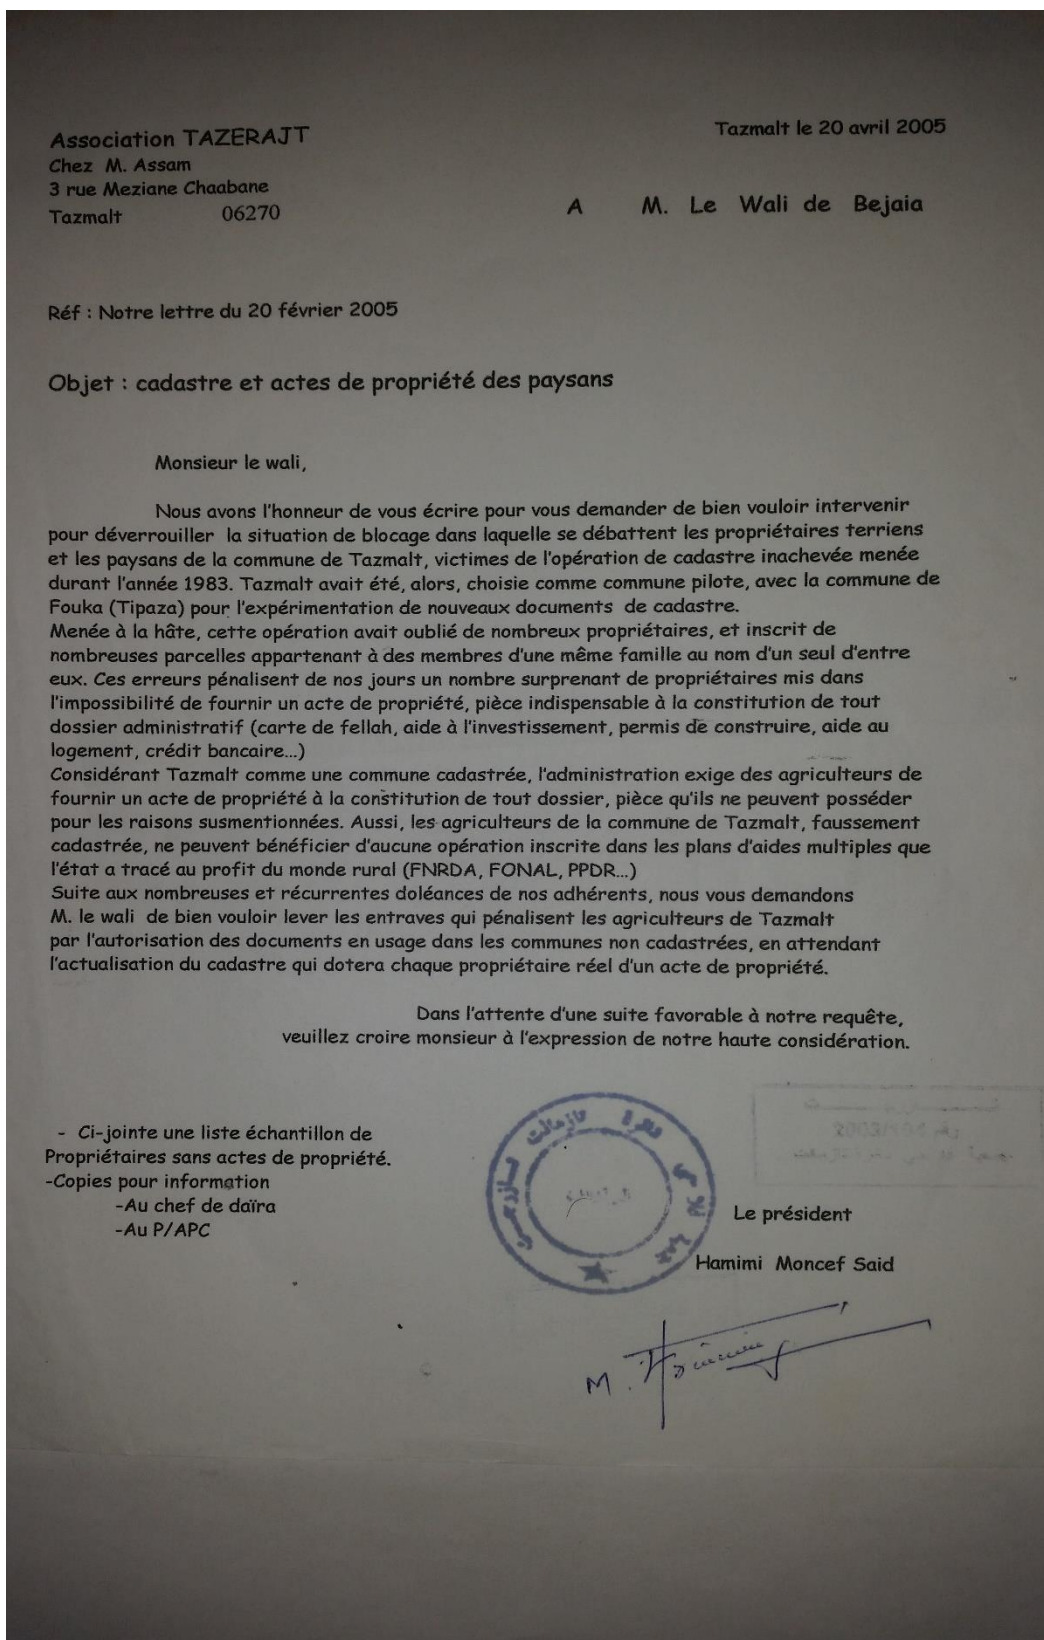 Association TAZERAJT
Chez M. Assam
3 rue Meziane Chaabane
Tazmalt 06270
Tazmalt le 20 avril 2005
A M. Le Wali de Bejaia
Réf : Notre lettre du 20 février 2005
Objet : cadastre et actes de propriété des paysans
Monsieur le wali,
Nous avons l'honneur de vous écrire pour vous demander de bien vouloir intervenir
pour déverrouiller la situation de blocage dans laquelle se débattent les propriétaires terriens
et les paysans de la commune de Tazmalt, victimes de l'opération de cadastre inachevée menée
durant l'année 1983. Tazmalt avait été, alors, choisie comme commune pilote, avec la commune de
Fouka (Tipaza) pour l'expérimentation de nouveaux documents de cadastre.
Menée à la hâte, cette opération avait oublié de nombreux propriétaires, et inscrit de
nombreuses parcelles appartenant à des membres d'une même famille au nom d'un seul d'entre
eux. Ces erreurs pénalisent de nos jours un nombre surprenant de propriétaires mis dans
l'impossibilité de fournir un acte de propriété, pièce indispensable à la constitution de tout
dossier administratif (carte de fellah, aide à l'investissement, permis de construire, aide au
logement, crédit bancaire...)
Considérant Tazmalt comme une commune cadastrée, l'administration exige des agriculteurs de
fournir un acte de propriété à la constitution de tout dossier, pièce qu'ils ne peuvent posséder
pour les raisons susmentionnées. Aussi, les agriculteurs de la commune de Tazmalt, faussement
cadastrée, ne peuvent bénéficier d'aucune opération inscrite dans les plans d'aides multiples que
l'état a tracé au profit du monde rural (FNRDA, FONAL, PPDR...)
Suite aux nombreuses et récurrentes doléances de nos adhérents, nous vous demandons
M. le wali de bien vouloir lever les entraves qui pénalisent les agriculteurs de Tazmalt
par l'autorisation des documents en usage dans les communes non cadastrées, en attendant
l'actualisation du cadastre qui dotera chaque propriétaire réel d'un acte de propriété.
Dans l'attente d'une suite favorable à notre requête,
veuillez croire monsieur à l'expression de notre haute considération.
- Ci-jointe une liste échantillon de
Propriétaires sans actes de propriété.
-Copies pour information
-Au chef de daïra
-Au P/APC
تازمالت
Le président
Hamimi Moncef Said
M. Hamimi